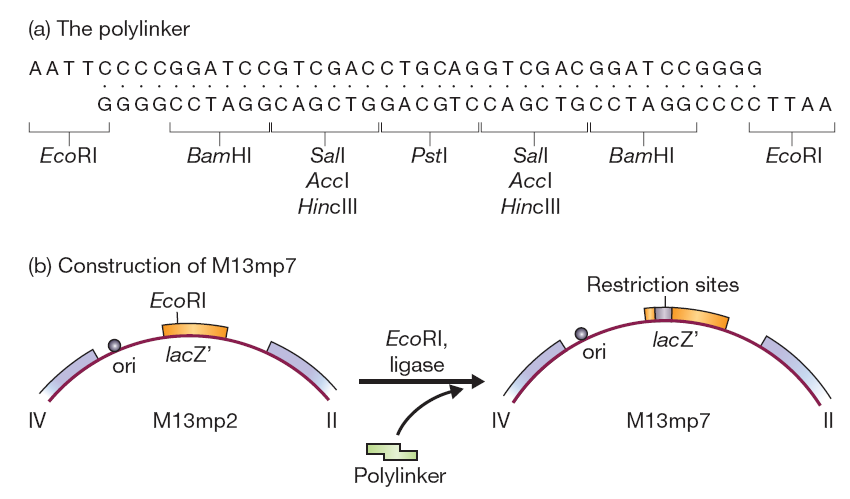 (a) The polylinker
AATTCCCCGGATCCGTCGACCTGCAGGTCGACGGATCCGGGG
GGGGCCTAGGCAGCTGGACGTCCAGCTGCCTAGGCCCCTTAA
EcoRI BamHI SalI PstI SalI BamHI EcoRI
AccI AccI
HincIII HincIII
(b) Construction of M13mp7
EcoRI
ori
lacZ'
IV
M13mp2
II
EcoRI,
ligase
Polylinker
Restriction sites
ori
lacZ'
IV
M13mp7
II